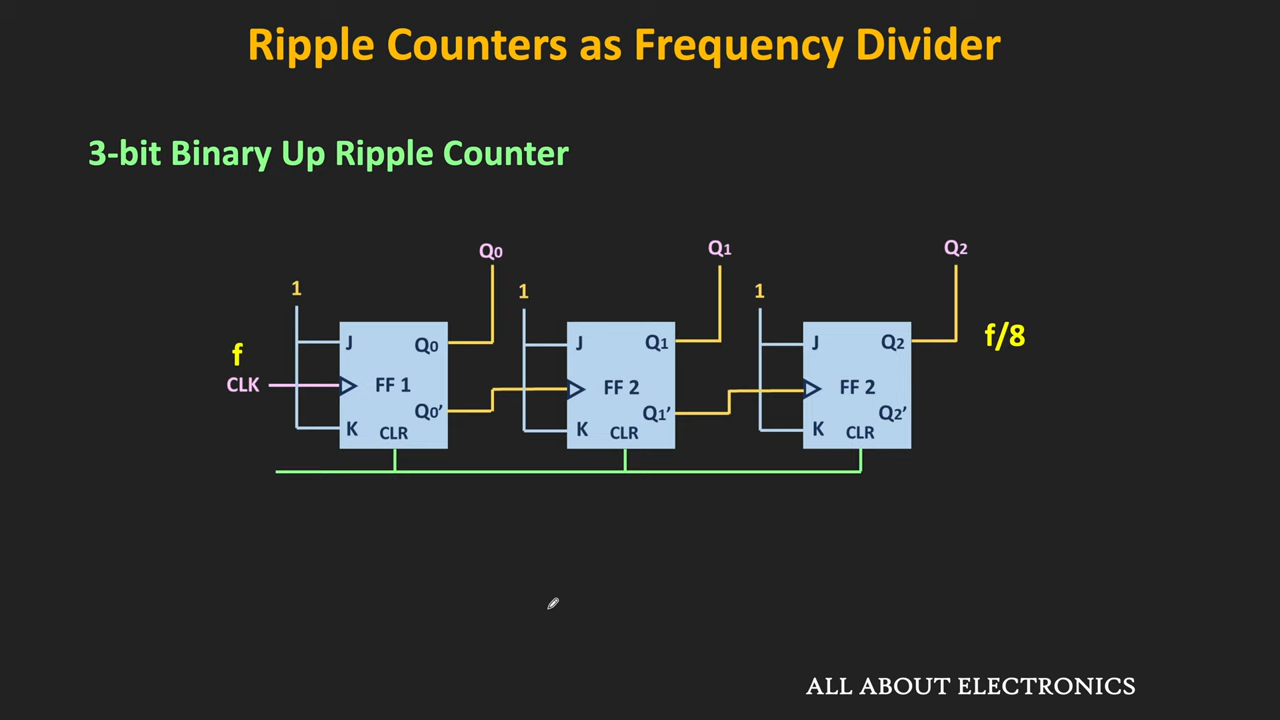 Ripple Counters as Frequency Divider
3-bit Binary Up Ripple Counter
Q0 Q1 Q2
1 1 1
f J Q0 J Q1 J Q2 f/8
CLK FF 1 FF 2 FF 2
K Q0’ K Q1’ K Q2’
CLR CLR CLR
ALL ABOUT ELECTRONICS